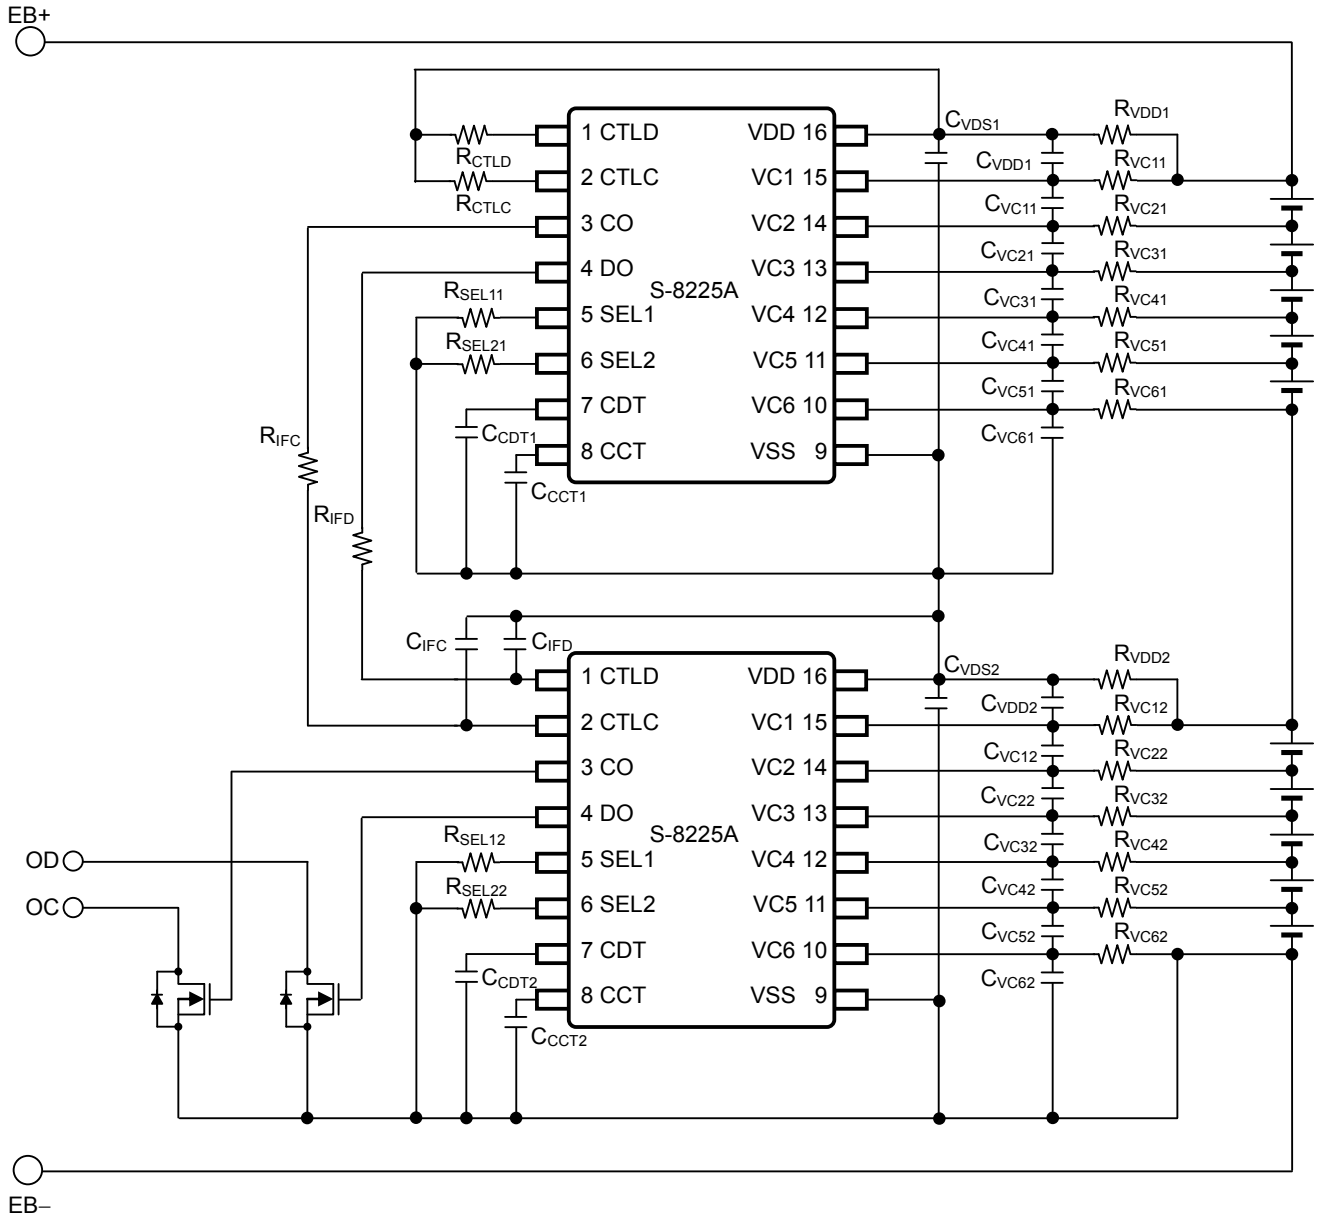 EB+
1 CTLD
2 CTLC
3 CO
4 DO
5 SEL1
6 SEL2
7 CDT
8 CCT
S-8225A
VDD 16
VC1 15
VC2 14
VC3 13
VC4 12
VC5 11
VC6 10
VSS 9
RCTLD
RCTLC
RSEL11
RSEL21
CCDT1
CCCT1
RIFC
RIFD
CVDS1
CVDD1
CVC11
CVC21
CVC31
CVC41
CVC51
CVC61
RVDD1
RVC11
RVC21
RVC31
RVC41
RVC51
RVC61
CIFC
CIFD
1 CTLD
2 CTLC
3 CO
4 DO
5 SEL1
6 SEL2
7 CDT
8 CCT
S-8225A
VDD 16
VC1 15
VC2 14
VC3 13
VC4 12
VC5 11
VC6 10
VSS 9
RSEL12
RSEL22
CCDT2
CCCT2
CVDS2
CVDD2
CVC12
CVC22
CVC32
CVC42
CVC52
CVC62
RVDD2
RVC12
RVC22
RVC32
RVC42
RVC52
RVC62
OD
OC
EB−